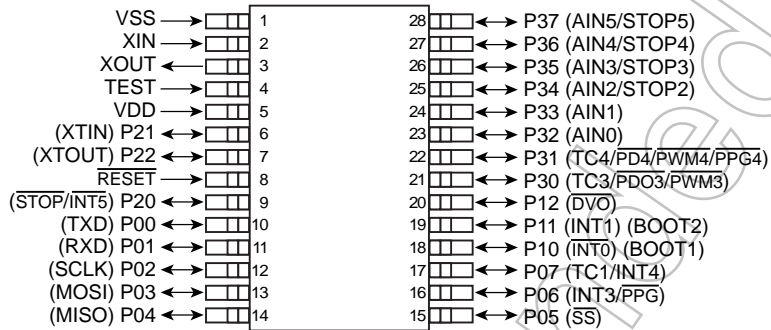 VSS 1 28 P37 (AIN5/STOP5)
XIN 2 27 P36 (AIN4/STOP4)
XOUT 3 26 P35 (AIN3/STOP3)
TEST 4 25 P34 (AIN2/STOP2)
VDD 5 24 P33 (AIN1)
(XTIN) P21 6 23 P32 (AIN0)
(XTOUT) P22 7 22 P31 (TC4/PD4/PWM4/PPG4)
RESET 8 21 P30 (TC3/PDO3/PWM3)
(STOP/INT5) P20 9 20 P12 (DVO)
(TXD) P00 10 19 P11 (INT1) (BOOT2)
(RXD) P01 11 18 P10 (INT0) (BOOT1)
(SCLK) P02 12 17 P07 (TC1/INT4)
(MOSI) P03 13 16 P06 (INT3/PPG)
(MISO) P04 14 15 P05 (SS)